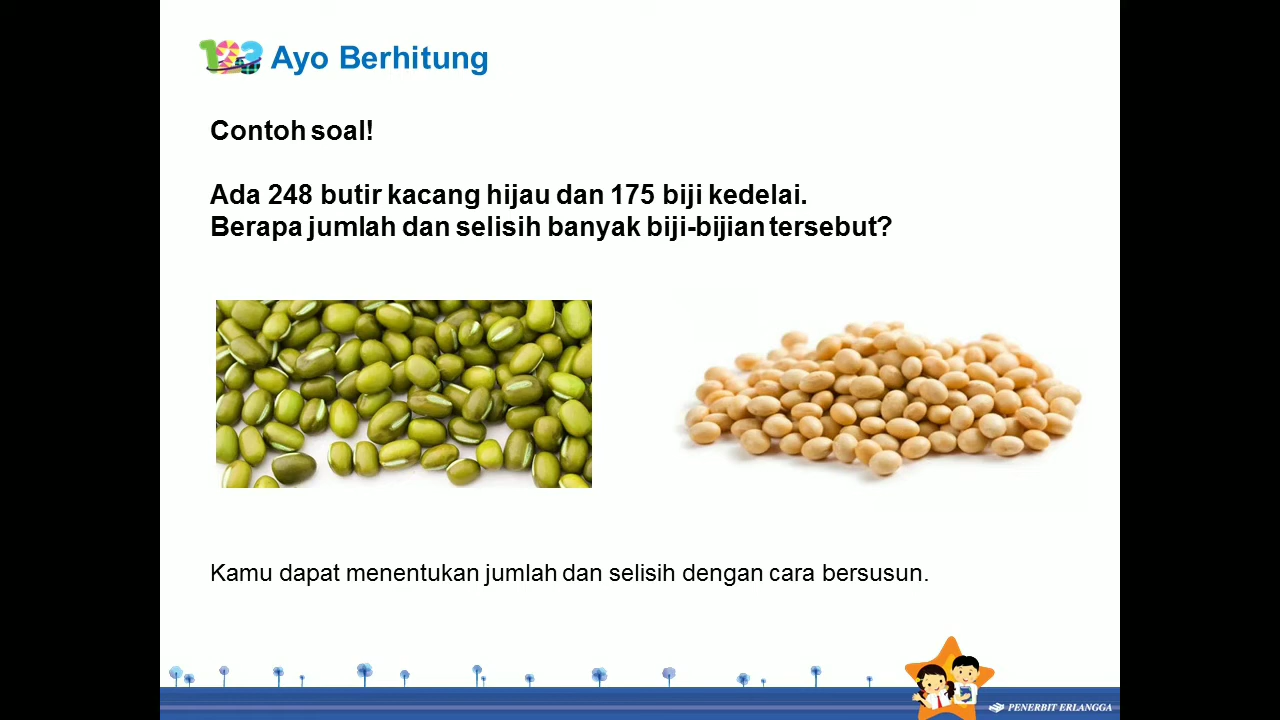 123 Ayo Berhitung
Contoh soal!
Ada 248 butir kacang hijau dan 175 biji kedelai.
Berapa jumlah dan selisih banyak biji-bijian tersebut?
Kamu dapat menentukan jumlah dan selisih dengan cara bersusun.
PENERBIT ERLANGGA